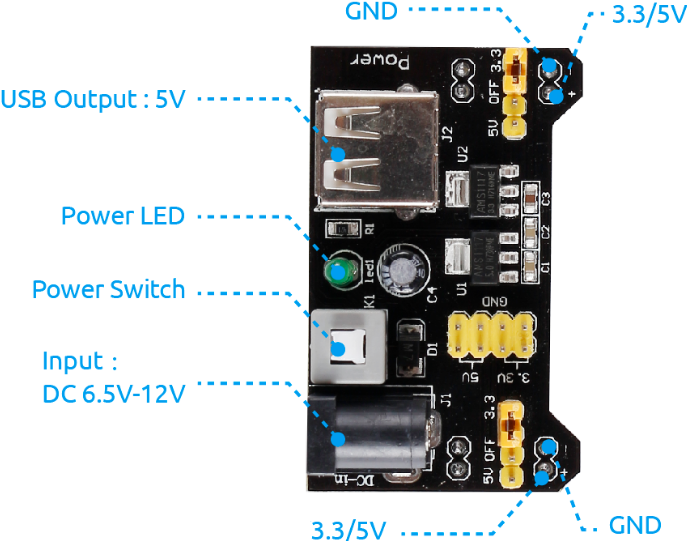 GND
3.3/5V
Power
3.3
OFF
5V
+
USB Output : 5V
J2
U2
AMS1117
C3
Power LED
R1
C2
Led1
AMS1117
C1
Power Switch
K1
C4
U1
GND
D1
5V
3.3V
Input :
DC 6.5V-12V
J1
3.3
OFF
5V
+
DC-in
3.3/5V
GND